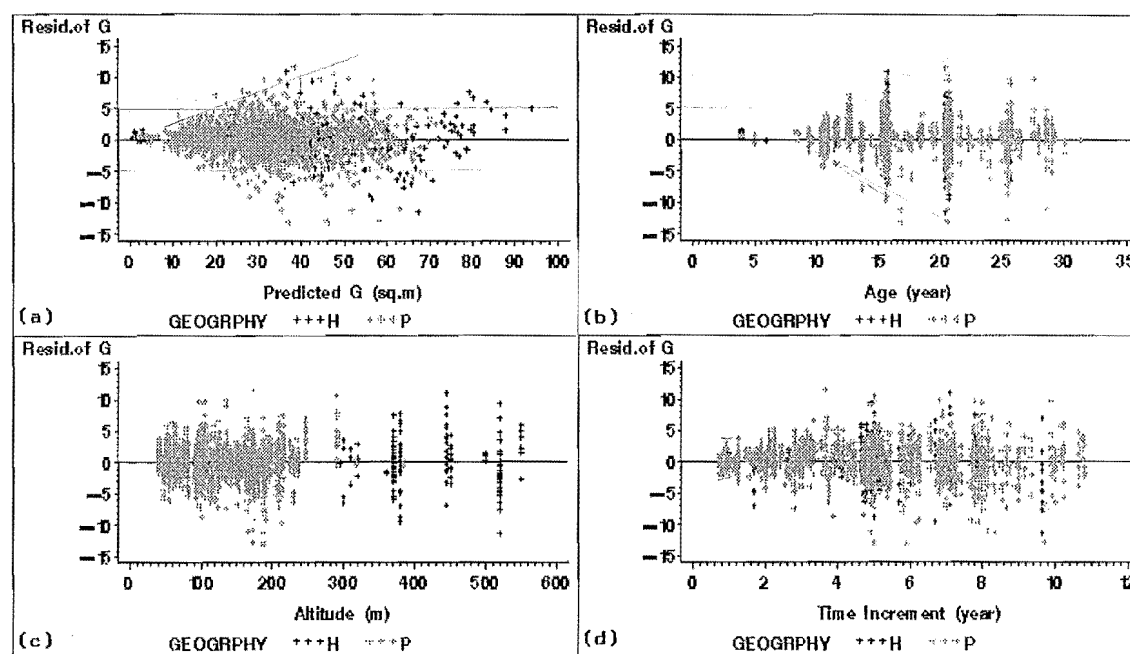 Resid.of G
15
10
5
0
-5
-10
-15
0 10 20 30 40 50 60 70 80 90 100
Predicted G (sq.m)
(a) GEOGRPHY +++H +++P
Resid.of G
15
10
5
0
-5
-10
-15
0 5 10 15 20 25 30 35
Age (year)
(b) GEOGRPHY +++H +++P
Resid.of G
15
10
5
0
-5
-10
-15
0 100 200 300 400 500 600
Altitude (m)
(c) GEOGRPHY +++H +++P
Resid.of G
15
10
5
0
-5
-10
-15
0 2 4 6 8 10 12
Time Increment (year)
(d) GEOGRPHY +++H +++P